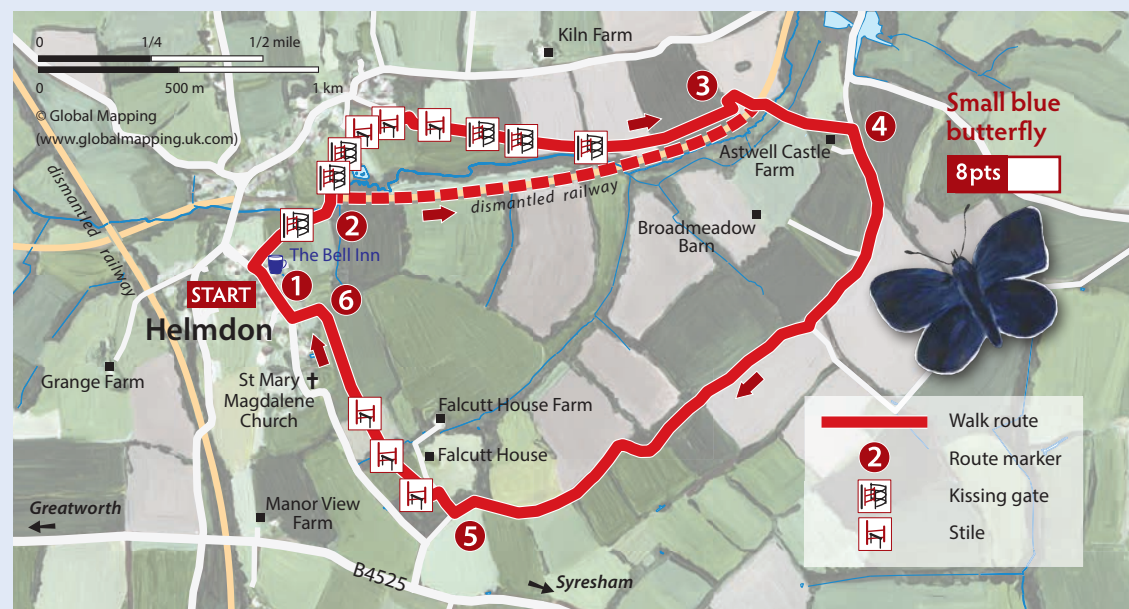 0 1/4 1/2 mile
0 500 m 1 km
© Global Mapping
(www.globalmapping.uk.com)
Kiln Farm
3
Small blue
butterfly
8pts
4
Astwell Castle
Farm
dismantled railway
dismantled railway
2
Broadmeadow
Barn
The Bell Inn
1
START
6
Helmdon
Grange Farm
St Mary
Magdalene
Church
Falcutt House Farm
Falcutt House
Walk route
2
Route marker
Kissing gate
Stile
Greatworth
Manor View
Farm
5
B4525
Syresham